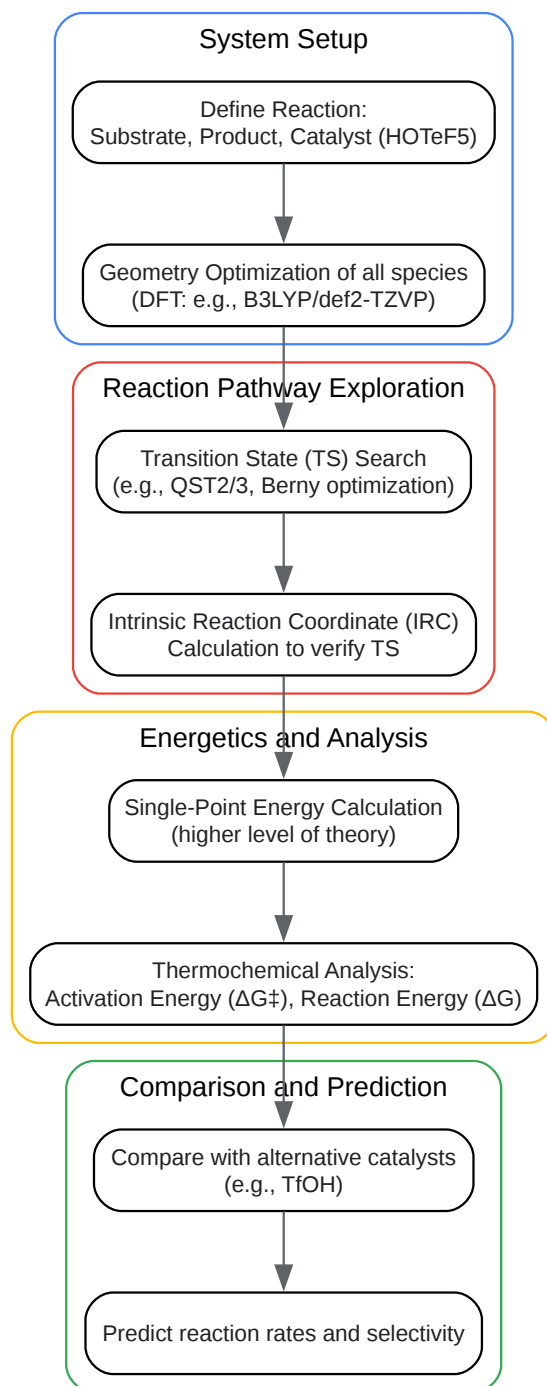 System Setup
Define Reaction:
Substrate, Product, Catalyst (HOTeF5)
Geometry Optimization of all species
(DFT: e.g., B3LYP/def2-TZVP)
Reaction Pathway Exploration
Transition State (TS) Search
(e.g., QST2/3, Berny optimization)
Intrinsic Reaction Coordinate (IRC)
Calculation to verify TS
Energetics and Analysis
Single-Point Energy Calculation
(higher level of theory)
Thermochemical Analysis:
Activation Energy (ΔG‡), Reaction Energy (ΔG)
Comparison and Prediction
Compare with alternative catalysts
(e.g., TfOH)
Predict reaction rates and selectivity